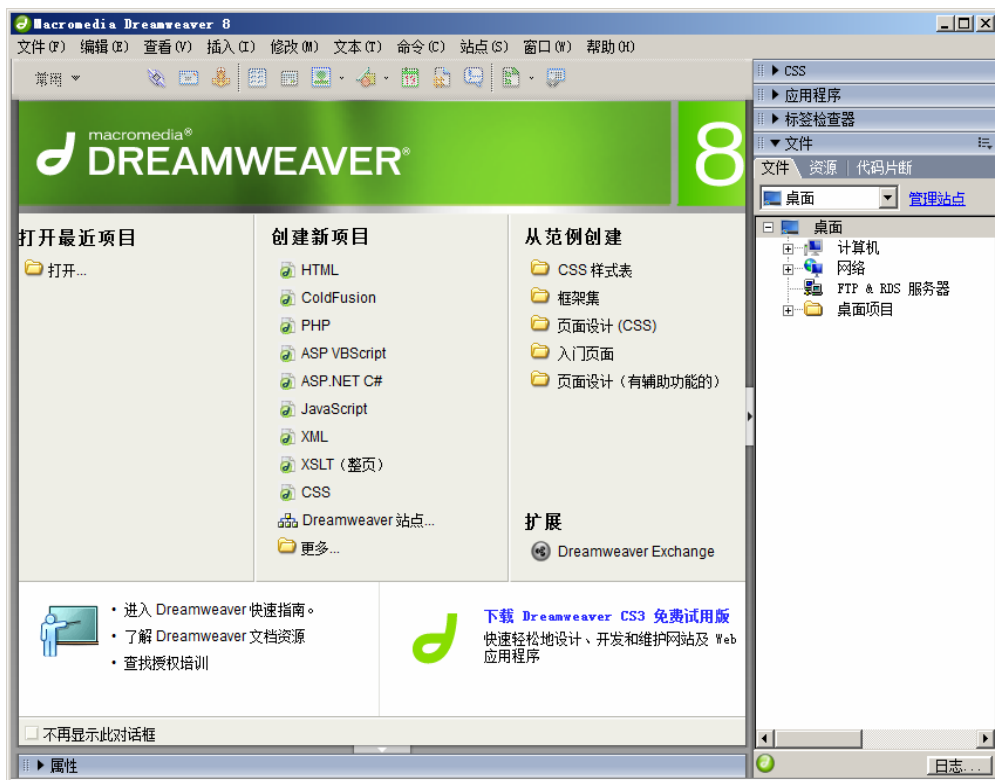 Macromedia Dreamweaver 8
文件(F) 编辑(E) 查看(V) 插入(I) 修改(M) 文本(T) 命令(C) 站点(S) 窗口(W) 帮助(H)
常用
macromedia®
DREAMWEAVER®
8
打开最近项目
打开...
创建新项目
HTML
ColdFusion
PHP
ASP VBScript
ASP.NET C#
JavaScript
XML
XSLT（整页）
CSS
Dreamweaver 站点...
更多...
从范例创建
CSS 样式表
框架集
页面设计 (CSS)
入门页面
页面设计（有辅助功能的）
扩展
Dreamweaver Exchange
• 进入 Dreamweaver 快速指南。
• 了解 Dreamweaver 文档资源
• 查找授权培训
下载 Dreamweaver CS3 免费试用版
快速轻松地设计、开发和维护网站及 Web
应用程序
不再显示此对话框
属性
CSS
应用程序
标签检查器
文件
文件 资源 代码片断
桌面 管理站点
桌面
计算机
网络
FTP & RDS 服务器
桌面项目
日志...